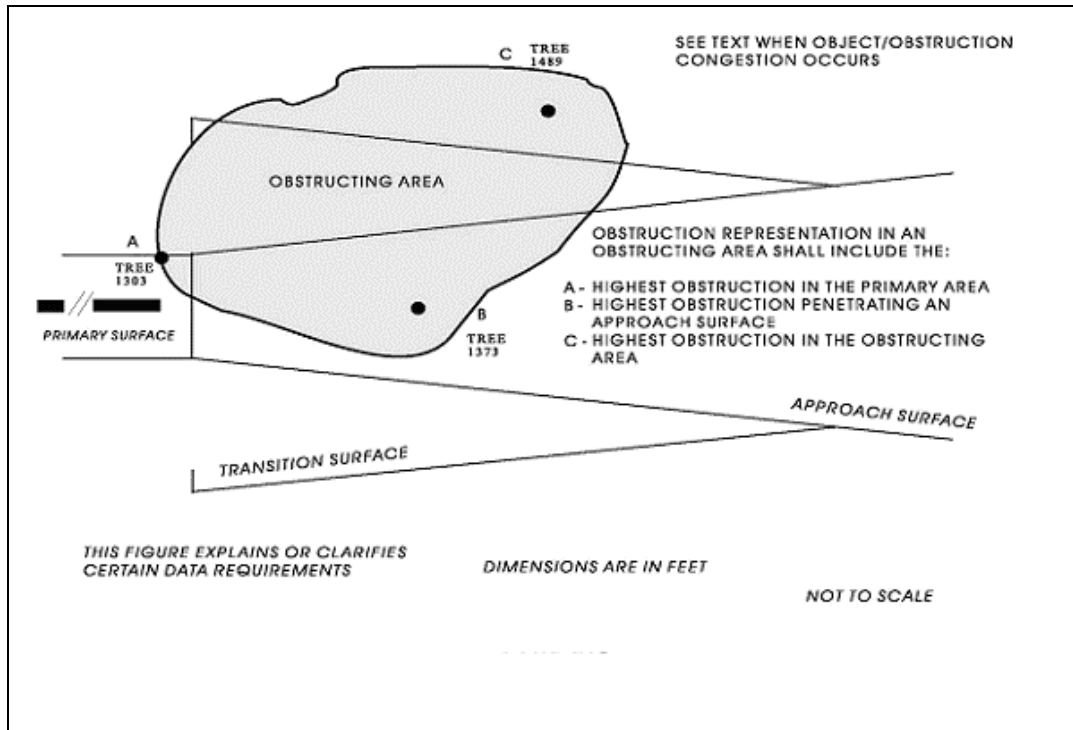 C TREE
1489
SEE TEXT WHEN OBJECT/OBSTRUCTION
CONGESTION OCCURS
OBSTRUCTING AREA
A
TREE
1303
PRIMARY SURFACE
B
TREE
1373
OBSTRUCTION REPRESENTATION IN AN
OBSTRUCTING AREA SHALL INCLUDE THE:
A - HIGHEST OBSTRUCTION IN THE PRIMARY AREA
B - HIGHEST OBSTRUCTION PENETRATING AN
APPROACH SURFACE
C - HIGHEST OBSTRUCTION IN THE OBSTRUCTING
AREA
APPROACH SURFACE
TRANSITION SURFACE
THIS FIGURE EXPLAINS OR CLARIFIES
CERTAIN DATA REQUIREMENTS
DIMENSIONS ARE IN FEET
NOT TO SCALE